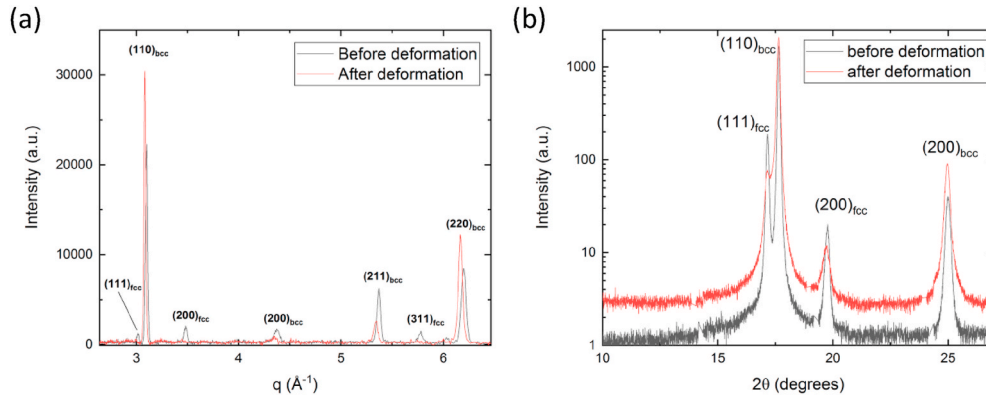 (a)
(110)bcc
Before deformation
After deformation
30000
Intensity (a.u.)
20000
10000
0
(111)fcc
(200)fcc
(200)bcc
(211)bcc
(311)fcc
(220)bcc
3
4
5
6
q (Å⁻¹)
(b)
(110)bcc
before deformation
after deformation
1000
(111)fcc
(200)bcc
Intensity (a.u.)
100
(200)fcc
10
1
10
15
20
25
2θ (degrees)